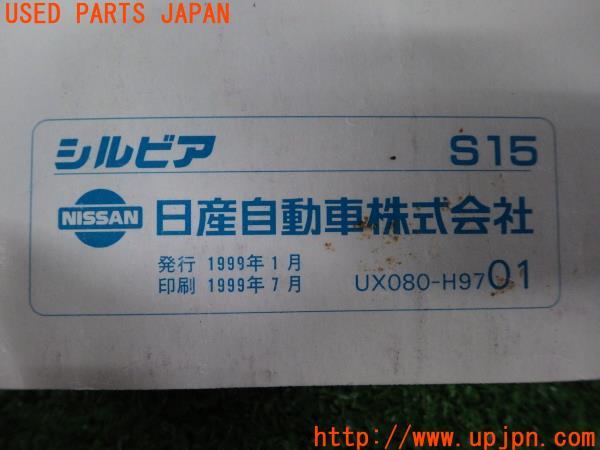 USED PARTS JAPAN
シルビア S15
NISSAN 日産自動車株式会社
発行 1999年1月
印刷 1999年7月 UX080-H9701
http://www.upjpn.com